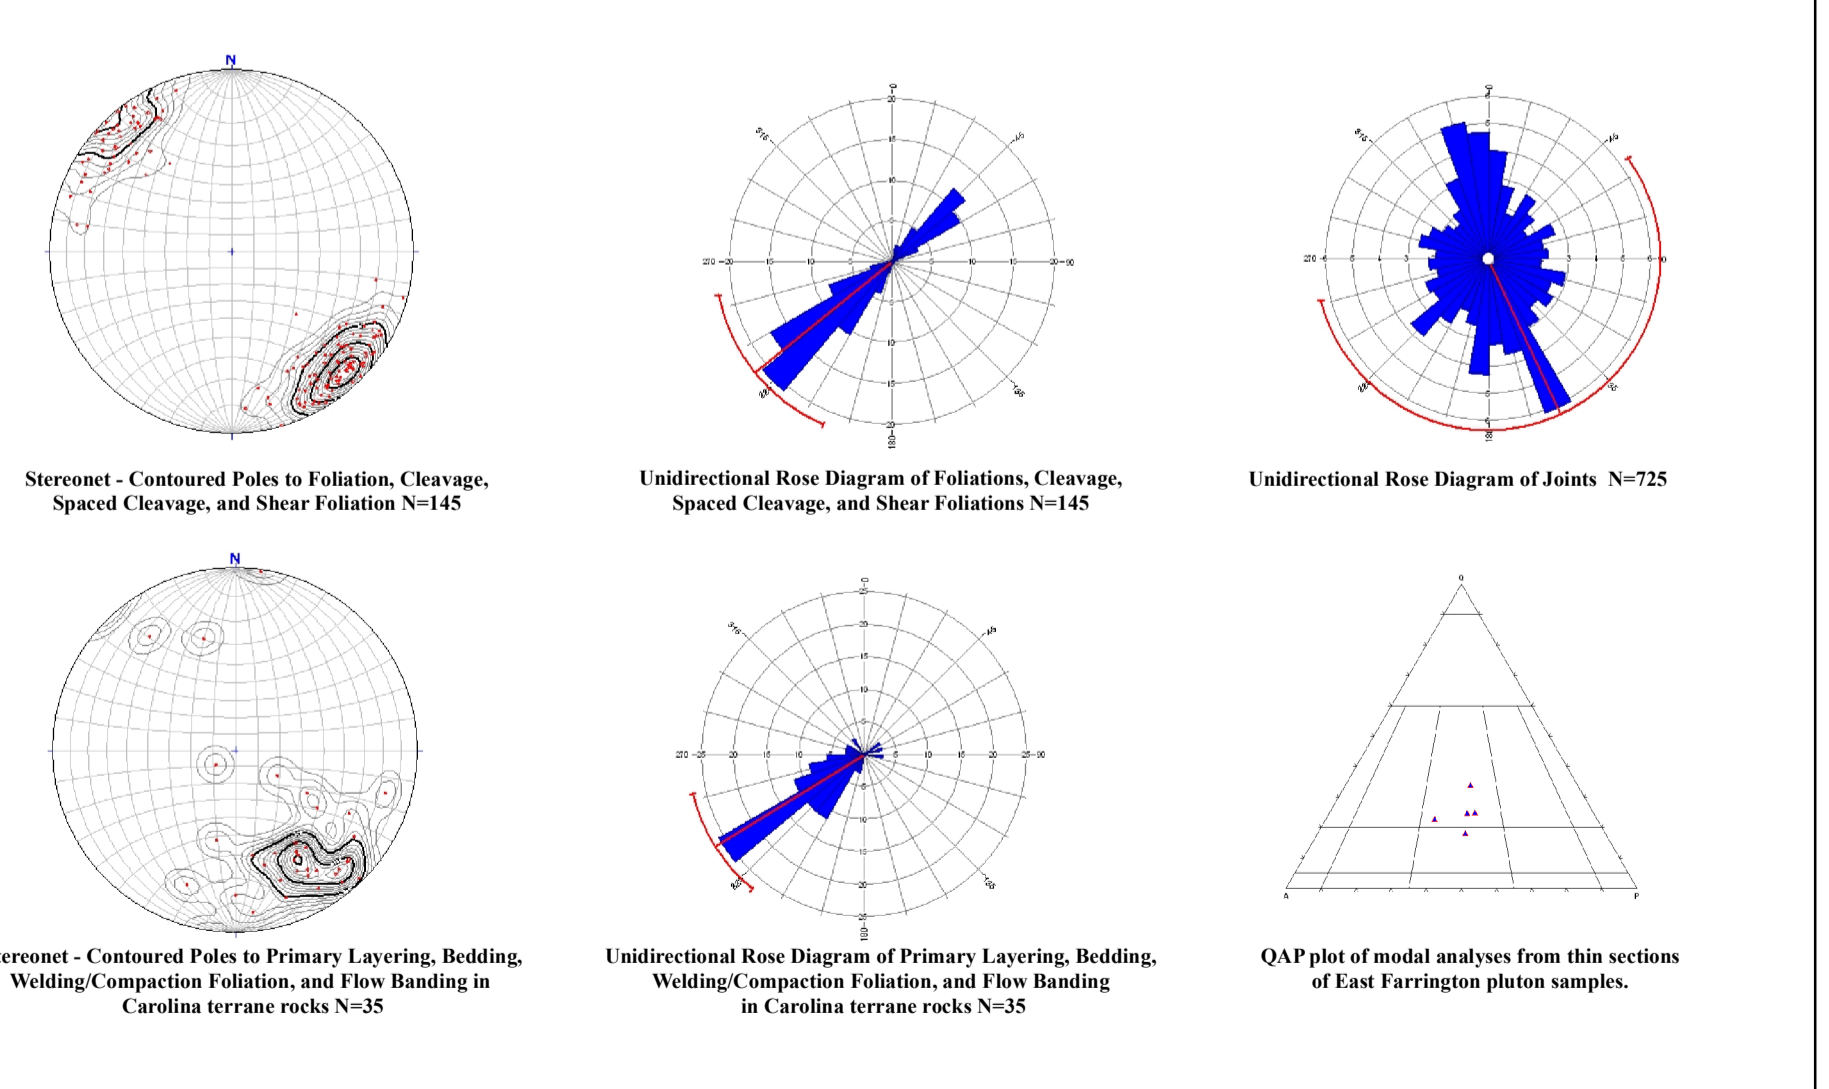 N
Stereonet - Contoured Poles to Foliation, Cleavage,
Spaced Cleavage, and Shear Foliation N=145
Unidirectional Rose Diagram of Foliations, Cleavage,
Spaced Cleavage, and Shear Foliations N=145
Unidirectional Rose Diagram of Joints N=725
N
tereonet - Contoured Poles to Primary Layering, Bedding,
Welding/Compaction Foliation, and Flow Banding in
Carolina terrane rocks N=35
Unidirectional Rose Diagram of Primary Layering, Bedding,
Welding/Compaction Foliation, and Flow Banding
in Carolina terrane rocks N=35
Q
A
P
QAP plot of modal analyses from thin sections
of East Farrington pluton samples.